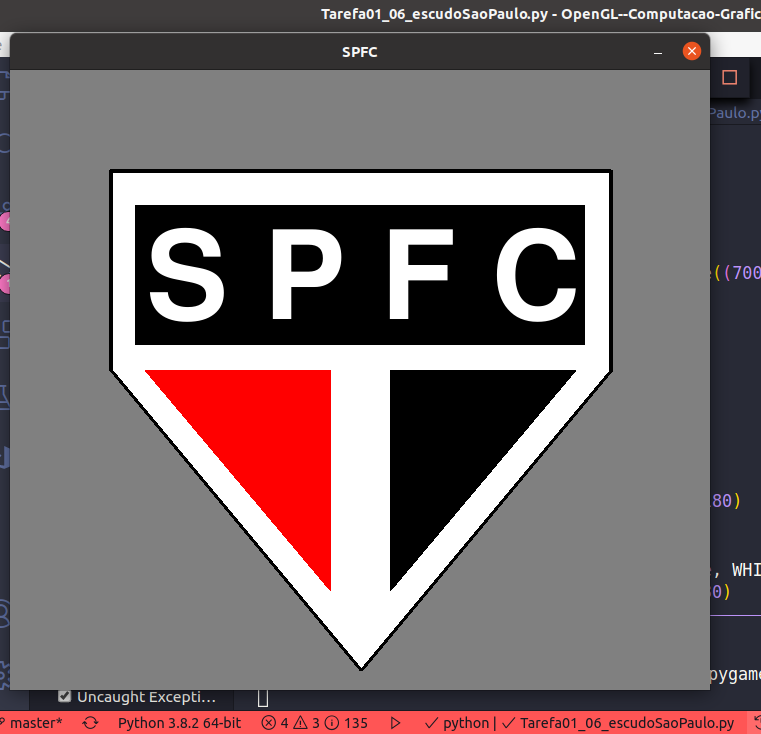 Tarefa01_06_escudoSaoPaulo.py - OpenGL--Computacao-Grafic
SPFC
Paulo.py
S P F C
((700
80)
, WHI
0)
pygame
Uncaught Excepti...
master*
Python 3.8.2 64-bit
4
3
135
python |
Tarefa01_06_escudoSaoPaulo.py